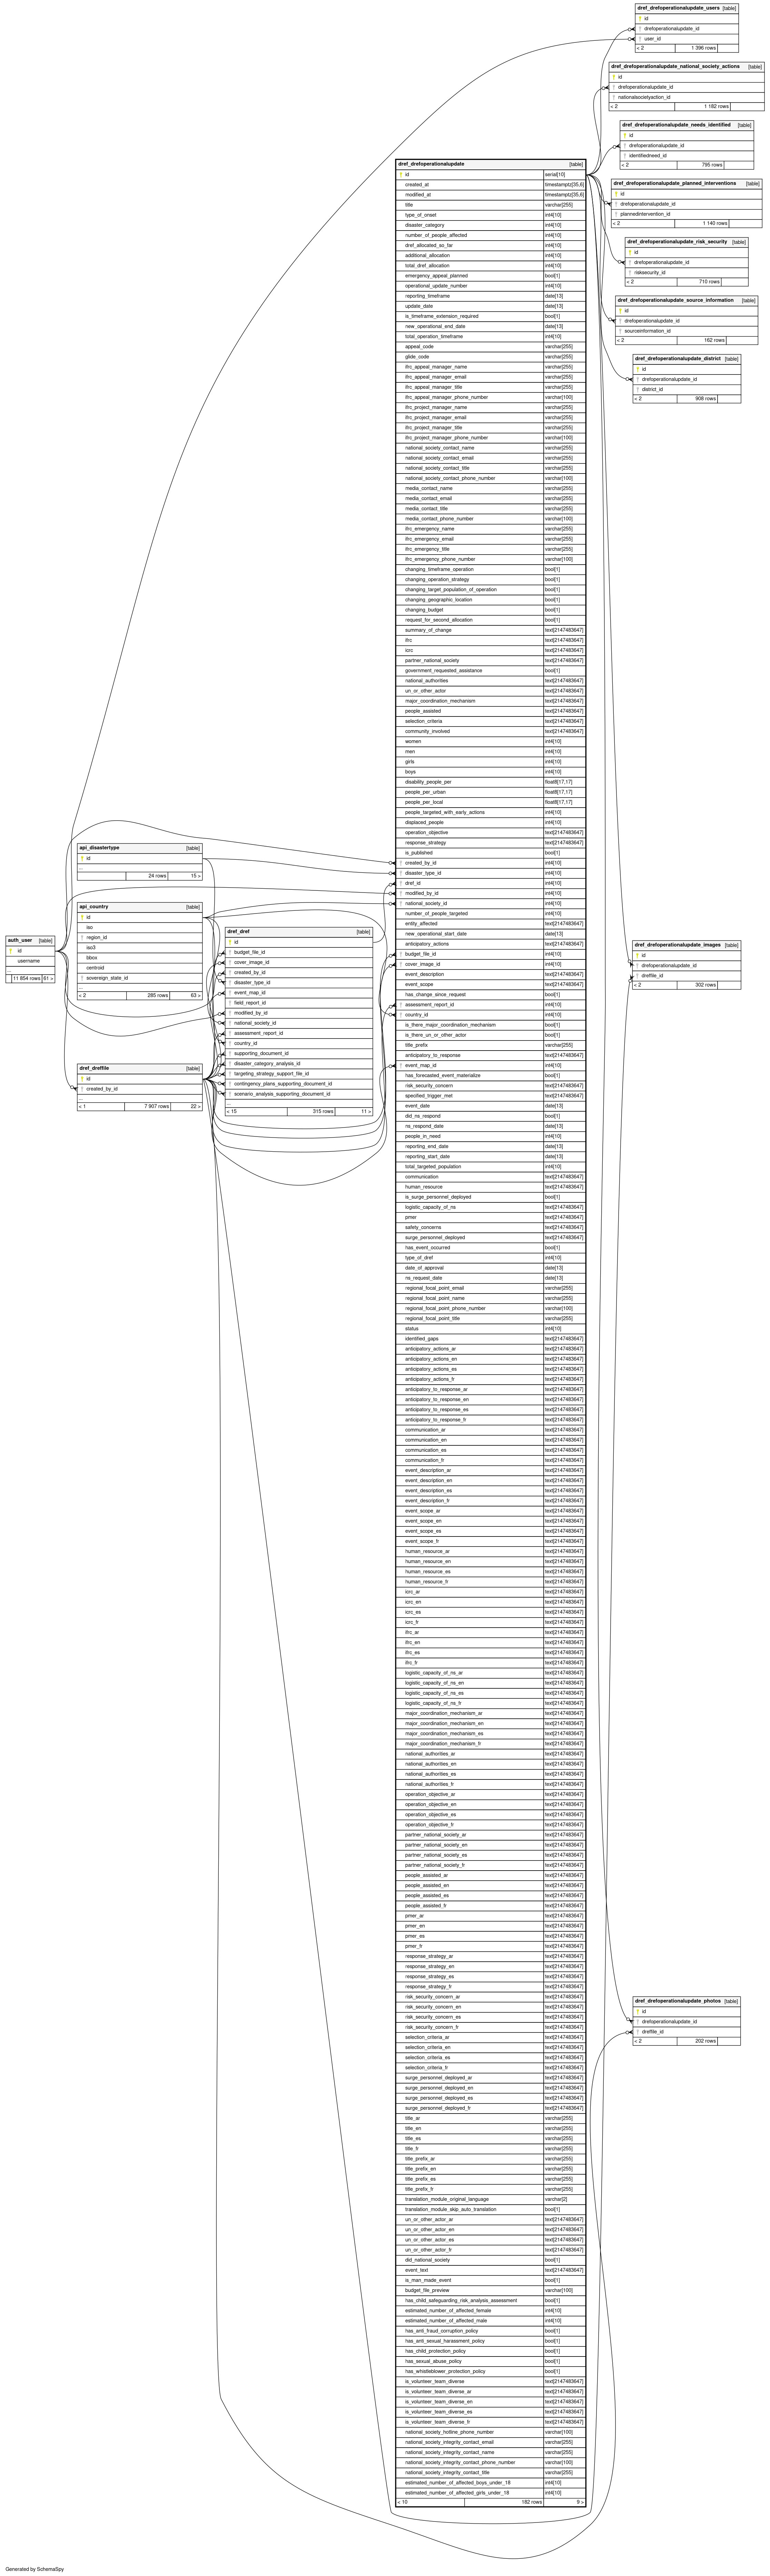 dref_drefoperationalupdate_users [table]
id
drefoperationalupdate_id
user_id
< 2 1 396 rows
dref_drefoperationalupdate_national_society_actions [table]
id
drefoperationalupdate_id
nationalsocietyaction_id
< 2 1 182 rows
dref_drefoperationalupdate_needs_identified [table]
id
drefoperationalupdate_id
identifiedneed_id
< 2 795 rows
dref_drefoperationalupdate_planned_interventions [table]
id
drefoperationalupdate_id
plannedintervention_id
< 2 1 140 rows
dref_drefoperationalupdate_risk_security [table]
id
drefoperationalupdate_id
risksecurity_id
< 2 710 rows
dref_drefoperationalupdate_source_information [table]
id
drefoperationalupdate_id
sourceinformation_id
< 2 162 rows
dref_drefoperationalupdate_district [table]
id
drefoperationalupdate_id
district_id
< 2 908 rows
dref_drefoperationalupdate [table]
id serial[10]
created_at timestamptz[35,6]
modified_at timestamptz[35,6]
title varchar[255]
type_of_onset int4[10]
disaster_category int4[10]
number_of_people_affected int4[10]
dref_allocated_so_far int4[10]
additional_allocation int4[10]
total_dref_allocation int4[10]
emergency_appeal_planned bool[1]
operational_update_number int4[10]
reporting_timeframe date[13]
update_date date[13]
is_timeframe_extension_required bool[1]
new_operational_end_date date[13]
total_operation_timeframe int4[10]
appeal_code varchar[255]
glide_code varchar[255]
ifrc_appeal_manager_name varchar[255]
ifrc_appeal_manager_email varchar[255]
ifrc_appeal_manager_title varchar[255]
ifrc_appeal_manager_phone_number varchar[100]
ifrc_project_manager_name varchar[255]
ifrc_project_manager_email varchar[255]
ifrc_project_manager_title varchar[255]
ifrc_project_manager_phone_number varchar[100]
national_society_contact_name varchar[255]
national_society_contact_email varchar[255]
national_society_contact_title varchar[255]
national_society_contact_phone_number varchar[100]
media_contact_name varchar[255]
media_contact_email varchar[255]
media_contact_title varchar[255]
media_contact_phone_number varchar[100]
ifrc_emergency_name varchar[255]
ifrc_emergency_email varchar[255]
ifrc_emergency_title varchar[255]
ifrc_emergency_phone_number varchar[100]
changing_timeframe_operation bool[1]
changing_operation_strategy bool[1]
changing_target_population_of_operation bool[1]
changing_geographic_location bool[1]
changing_budget bool[1]
request_for_second_allocation bool[1]
summary_of_change text[2147483647]
ifrc text[2147483647]
icrc text[2147483647]
partner_national_society text[2147483647]
government_requested_assistance bool[1]
national_authorities text[2147483647]
un_or_other_actor text[2147483647]
major_coordination_mechanism text[2147483647]
people_assisted text[2147483647]
selection_criteria text[2147483647]
community_involved text[2147483647]
women int4[10]
men int4[10]
girls int4[10]
boys int4[10]
disability_people_per float8[17,17]
people_per_urban float8[17,17]
people_per_local float8[17,17]
people_targeted_with_early_actions int4[10]
displaced_people int4[10]
operation_objective text[2147483647]
response_strategy text[2147483647]
is_published bool[1]
created_by_id int4[10]
disaster_type_id int4[10]
dref_id int4[10]
modified_by_id int4[10]
national_society_id int4[10]
number_of_people_targeted int4[10]
entity_affected text[2147483647]
new_operational_start_date date[13]
anticipatory_actions text[2147483647]
budget_file_id int4[10]
cover_image_id int4[10]
event_description text[2147483647]
event_scope text[2147483647]
has_change_since_request bool[1]
assessment_report_id int4[10]
country_id int4[10]
is_there_major_coordination_mechanism bool[1]
is_there_un_or_other_actor bool[1]
title_prefix varchar[255]
anticipatory_to_response text[2147483647]
event_map_id int4[10]
has_forecasted_event_materialize bool[1]
risk_security_concern text[2147483647]
specified_trigger_met text[2147483647]
event_date date[13]
did_ns_respond bool[1]
ns_respond_date date[13]
people_in_need int4[10]
reporting_end_date date[13]
reporting_start_date date[13]
total_targeted_population int4[10]
communication text[2147483647]
human_resource text[2147483647]
is_surge_personnel_deployed bool[1]
logistic_capacity_of_ns text[2147483647]
pmer text[2147483647]
safety_concerns text[2147483647]
surge_personnel_deployed text[2147483647]
has_event_occurred bool[1]
type_of_dref int4[10]
date_of_approval date[13]
ns_request_date date[13]
regional_focal_point_email varchar[255]
regional_focal_point_name varchar[255]
regional_focal_point_phone_number varchar[100]
regional_focal_point_title varchar[255]
status int4[10]
identified_gaps text[2147483647]
anticipatory_actions_ar text[2147483647]
anticipatory_actions_en text[2147483647]
anticipatory_actions_es text[2147483647]
anticipatory_actions_fr text[2147483647]
anticipatory_to_response_ar text[2147483647]
anticipatory_to_response_en text[2147483647]
anticipatory_to_response_es text[2147483647]
anticipatory_to_response_fr text[2147483647]
communication_ar text[2147483647]
communication_en text[2147483647]
communication_es text[2147483647]
communication_fr text[2147483647]
event_description_ar text[2147483647]
event_description_en text[2147483647]
event_description_es text[2147483647]
event_description_fr text[2147483647]
event_scope_ar text[2147483647]
event_scope_en text[2147483647]
event_scope_es text[2147483647]
event_scope_fr text[2147483647]
human_resource_ar text[2147483647]
human_resource_en text[2147483647]
human_resource_es text[2147483647]
human_resource_fr text[2147483647]
icrc_ar text[2147483647]
icrc_en text[2147483647]
icrc_es text[2147483647]
icrc_fr text[2147483647]
ifrc_ar text[2147483647]
ifrc_en text[2147483647]
ifrc_es text[2147483647]
ifrc_fr text[2147483647]
logistic_capacity_of_ns_ar text[2147483647]
logistic_capacity_of_ns_en text[2147483647]
logistic_capacity_of_ns_es text[2147483647]
logistic_capacity_of_ns_fr text[2147483647]
major_coordination_mechanism_ar text[2147483647]
major_coordination_mechanism_en text[2147483647]
major_coordination_mechanism_es text[2147483647]
major_coordination_mechanism_fr text[2147483647]
national_authorities_ar text[2147483647]
national_authorities_en text[2147483647]
national_authorities_es text[2147483647]
national_authorities_fr text[2147483647]
operation_objective_ar text[2147483647]
operation_objective_en text[2147483647]
operation_objective_es text[2147483647]
operation_objective_fr text[2147483647]
partner_national_society_ar text[2147483647]
partner_national_society_en text[2147483647]
partner_national_society_es text[2147483647]
partner_national_society_fr text[2147483647]
people_assisted_ar text[2147483647]
people_assisted_en text[2147483647]
people_assisted_es text[2147483647]
people_assisted_fr text[2147483647]
pmer_ar text[2147483647]
pmer_en text[2147483647]
pmer_es text[2147483647]
pmer_fr text[2147483647]
response_strategy_ar text[2147483647]
response_strategy_en text[2147483647]
response_strategy_es text[2147483647]
response_strategy_fr text[2147483647]
risk_security_concern_ar text[2147483647]
risk_security_concern_en text[2147483647]
risk_security_concern_es text[2147483647]
risk_security_concern_fr text[2147483647]
selection_criteria_ar text[2147483647]
selection_criteria_en text[2147483647]
selection_criteria_es text[2147483647]
selection_criteria_fr text[2147483647]
surge_personnel_deployed_ar text[2147483647]
surge_personnel_deployed_en text[2147483647]
surge_personnel_deployed_es text[2147483647]
surge_personnel_deployed_fr text[2147483647]
title_ar varchar[255]
title_en varchar[255]
title_es varchar[255]
title_fr varchar[255]
title_prefix_ar varchar[255]
title_prefix_en varchar[255]
title_prefix_es varchar[255]
title_prefix_fr varchar[255]
translation_module_original_language varchar[2]
translation_module_skip_auto_translation bool[1]
un_or_other_actor_ar text[2147483647]
un_or_other_actor_en text[2147483647]
un_or_other_actor_es text[2147483647]
un_or_other_actor_fr text[2147483647]
did_national_society bool[1]
event_text text[2147483647]
is_man_made_event bool[1]
budget_file_preview varchar[100]
has_child_safeguarding_risk_analysis_assessment bool[1]
estimated_number_of_affected_female int4[10]
estimated_number_of_affected_male int4[10]
has_anti_fraud_corruption_policy bool[1]
has_anti_sexual_harassment_policy bool[1]
has_child_protection_policy bool[1]
has_sexual_abuse_policy bool[1]
has_whistleblower_protection_policy bool[1]
is_volunteer_team_diverse text[2147483647]
is_volunteer_team_diverse_ar text[2147483647]
is_volunteer_team_diverse_en text[2147483647]
is_volunteer_team_diverse_es text[2147483647]
is_volunteer_team_diverse_fr text[2147483647]
national_society_hotline_phone_number varchar[100]
national_society_integrity_contact_email varchar[255]
national_society_integrity_contact_name varchar[255]
national_society_integrity_contact_phone_number varchar[100]
national_society_integrity_contact_title varchar[255]
estimated_number_of_affected_boys_under_18 int4[10]
estimated_number_of_affected_girls_under_18 int4[10]
< 10 182 rows 9 >
api_disastertype [table]
id
...
24 rows 15 >
api_country [table]
id
iso
region_id
iso3
bbox
centroid
sovereign_state_id
...
< 2 285 rows 63 >
auth_user [table]
id
username
...
11 854 rows 61 >
dref_dref [table]
id
budget_file_id
cover_image_id
created_by_id
disaster_type_id
event_map_id
field_report_id
modified_by_id
national_society_id
assessment_report_id
country_id
supporting_document_id
disaster_category_analysis_id
targeting_strategy_support_file_id
contingency_plans_supporting_document_id
scenario_analysis_supporting_document_id
...
< 15 315 rows 11 >
dref_dreffile [table]
id
created_by_id
...
< 1 7 907 rows 22 >
dref_drefoperationalupdate_images [table]
id
drefoperationalupdate_id
dreffile_id
< 2 302 rows
dref_drefoperationalupdate_photos [table]
id
drefoperationalupdate_id
dreffile_id
< 2 202 rows
Generated by SchemaSpy